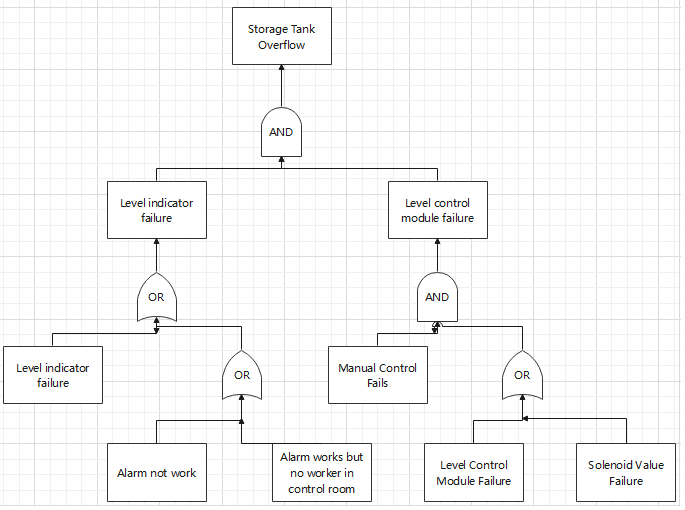 Storage Tank
Overflow
AND
Level indicator
failure
Level control
module failure
OR
AND
Level indicator
failure
OR
Manual Control
Fails
OR
Alarm not work
Alarm works but
no worker in
control room
Level Control
Module Failure
Solenoid Value
Failure